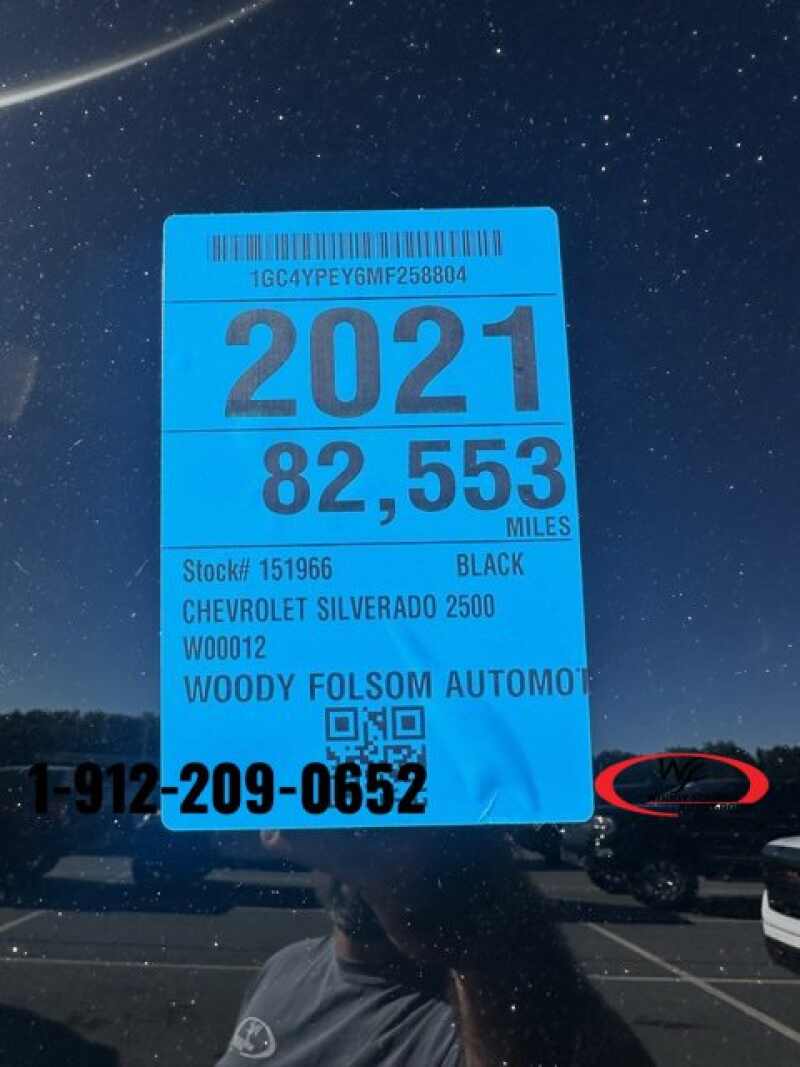 1GC4YPEY6MF258804
2021
82,553
MILES
Stock# 151966 BLACK
CHEVROLET SILVERADO 2500
W00012
WOODY FOLSOM AUTOMOT
1-912-209-0652